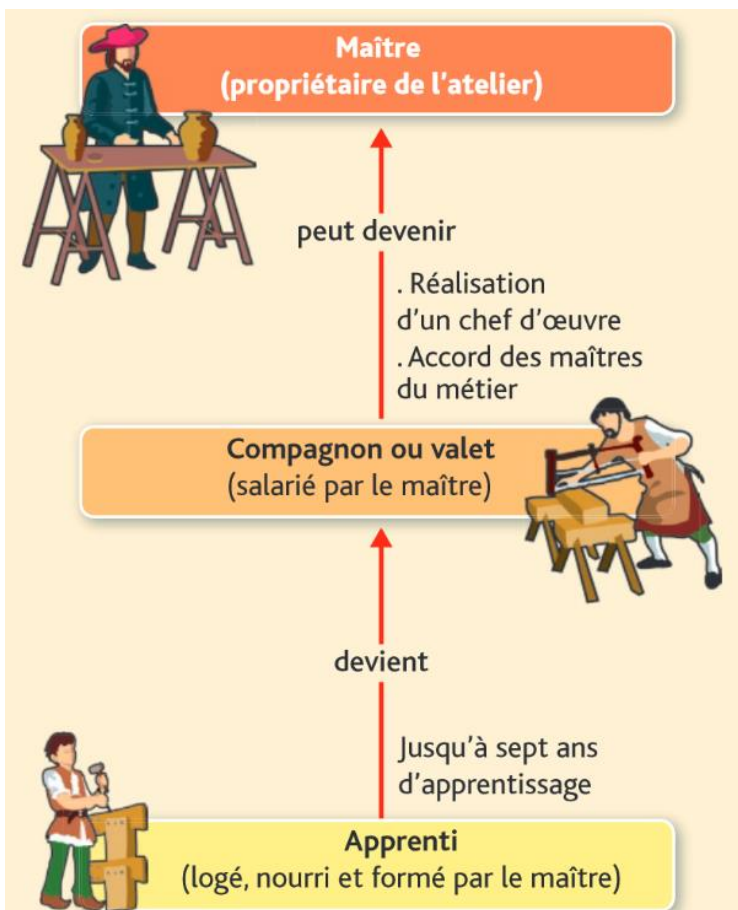 Maître
(propriétaire de l'atelier)
peut devenir
. Réalisation
d'un chef d'œuvre
. Accord des maîtres
du métier
Compagnon ou valet
(salarié par le maître)
devient
Jusqu'à sept ans
d'apprentissage
Apprenti
(logé, nourri et formé par le maître)